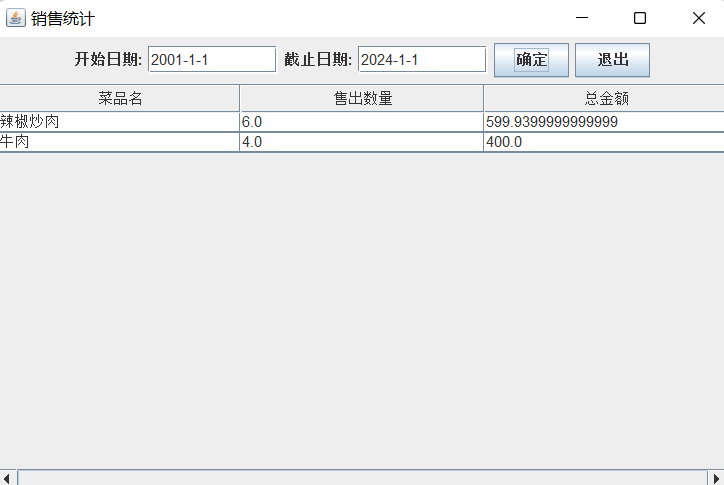 销售统计
开始日期: 2001-1-1 截止日期: 2024-1-1 确定 退出
菜品名 售出数量 总金额
辣椒炒肉 6.0 599.9399999999999
牛肉 4.0 400.0